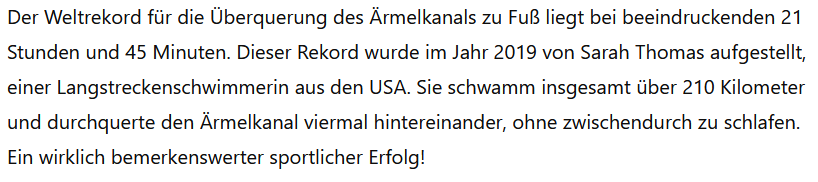 Der Weltrekord für die Überquerung des Ärmelkanals zu Fuß liegt bei beeindruckenden 21
Stunden und 45 Minuten. Dieser Rekord wurde im Jahr 2019 von Sarah Thomas aufgestellt,
einer Langstreckenschwimmerin aus den USA. Sie schwamm insgesamt über 210 Kilometer
und durchquerte den Ärmelkanal viermal hintereinander, ohne zwischendurch zu schlafen.
Ein wirklich bemerkenswerter sportlicher Erfolg!